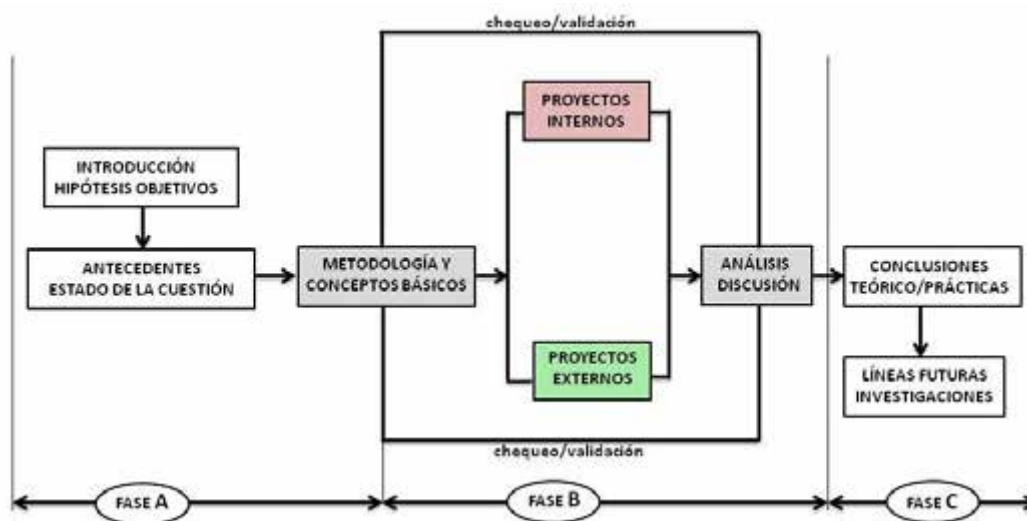 chequeo/validación
PROYECTOS
INTERNOS
INTRODUCCIÓN
HIPÓTESIS OBJETIVOS
ANTECEDENTES
ESTADO DE LA CUESTIÓN
METODOLOGÍA Y
CONCEPTOS BÁSICOS
ANÁLISIS
DISCUSIÓN
CONCLUSIONES
TEÓRICO/PRÁCTICAS
PROYECTOS
EXTERNOS
LÍNEAS FUTURAS
INVESTIGACIONES
chequeo/validación
FASE A
FASE B
FASE C